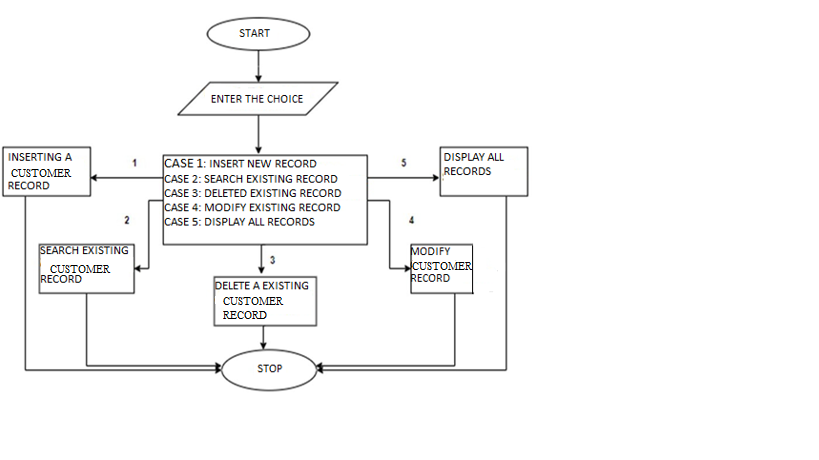 START
ENTER THE CHOICE
INSERTING A
CUSTOMER
RECORD
1
CASE 1: INSERT NEW RECORD
CASE 2: SEARCH EXISTING RECORD
CASE 3: DELETED EXISTING RECORD
CASE 4: MODIFY EXISTING RECORD
CASE 5: DISPLAY ALL RECORDS
5
DISPLAY ALL
RECORDS
2
4
SEARCH EXISTING
CUSTOMER
RECORD
3
MODIFY
CUSTOMER
RECORD
DELETE A EXISTING
CUSTOMER
RECORD
STOP